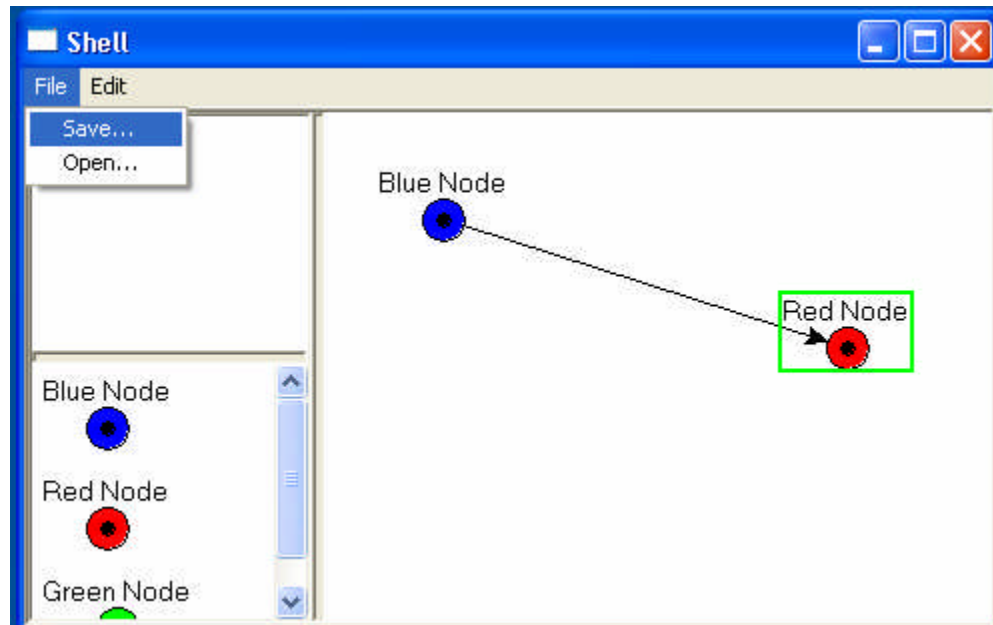 Shell
File Edit
Save...
Open...
Blue Node
Red Node
Blue Node
Red Node
Green Node